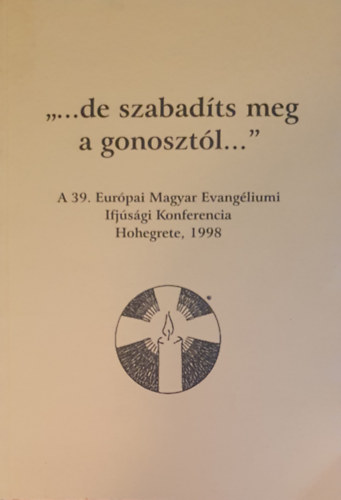 „...de szabadíts meg
a gonosztól...”
A 39. Európai Magyar Evangéliumi
Ifjúsági Konferencia
Hohegrete, 1998